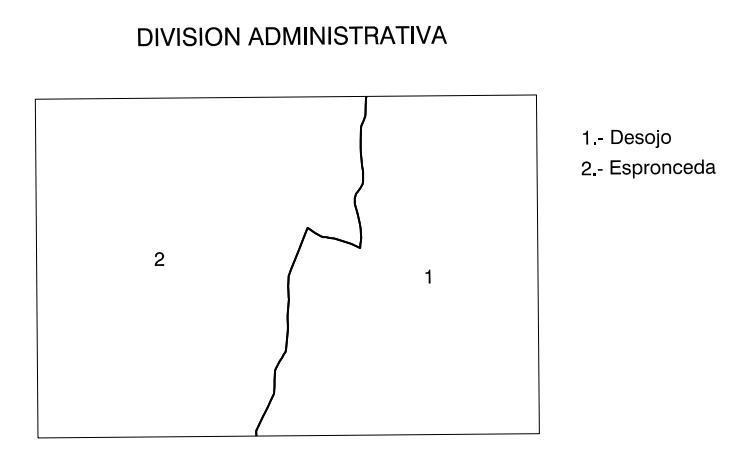 DIVISION ADMINISTRATIVA
1.- Desojo
2.- Espronceda
2
1